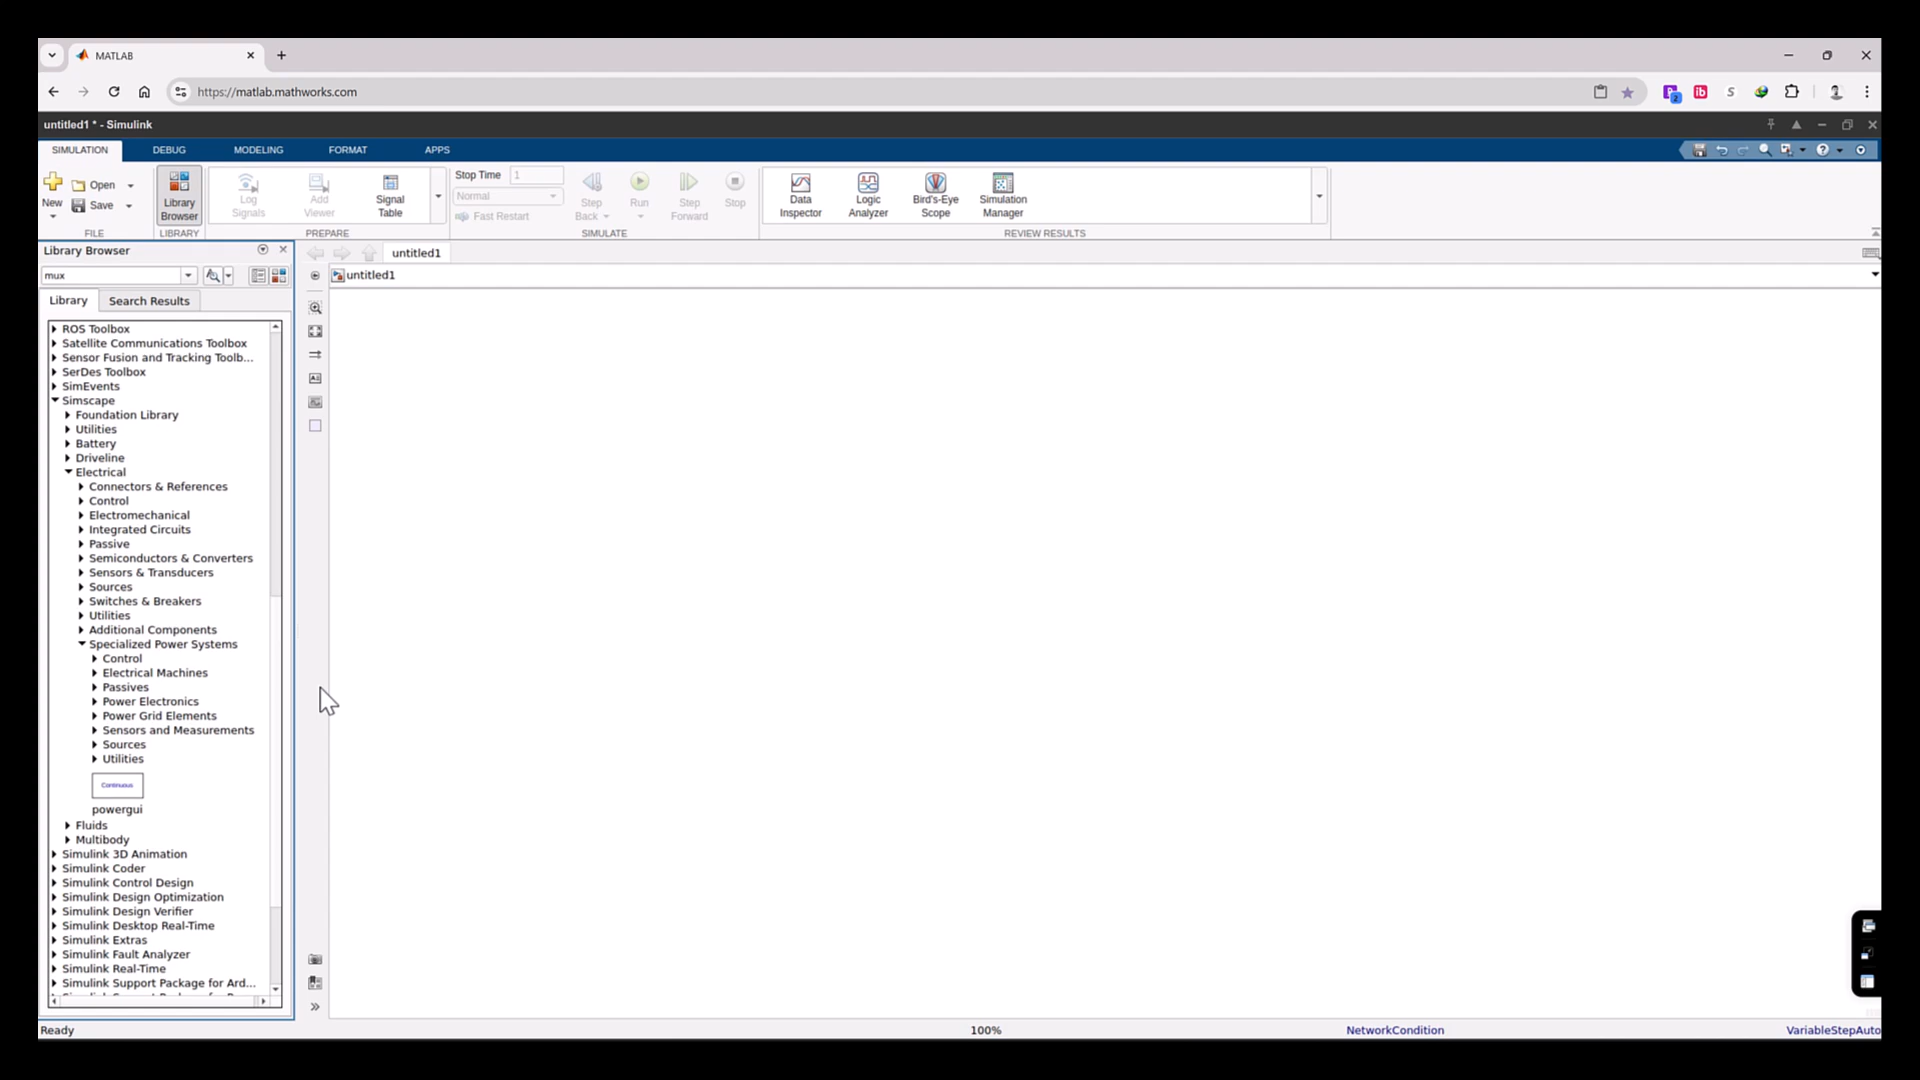 MATLAB
https://matlab.mathworks.com
untitled1 * - Simulink
SIMULATION DEBUG MODELING FORMAT APPS
New
Open
Save
FILE
Library Browser
LIBRARY
Log Signals
Add Viewer
Signal Table
PREPARE
Stop Time 1
Normal
Fast Restart
Step Back
Run
Step Forward
Stop
SIMULATE
Data Inspector
Logic Analyzer
Bird's-Eye Scope
Simulation Manager
REVIEW RESULTS
Library Browser
mux
Library Search Results
ROS Toolbox
Satellite Communications Toolbox
Sensor Fusion and Tracking Toolb...
SerDes Toolbox
SimEvents
Simscape
Foundation Library
Utilities
Battery
Driveline
Electrical
Connectors & References
Control
Electromechanical
Integrated Circuits
Passive
Semiconductors & Converters
Sensors & Transducers
Sources
Switches & Breakers
Utilities
Additional Components
Specialized Power Systems
Control
Electrical Machines
Passives
Power Electronics
Power Grid Elements
Sensors and Measurements
Sources
Utilities
Continuous
powergui
Fluids
Multibody
Simulink 3D Animation
Simulink Coder
Simulink Control Design
Simulink Design Optimization
Simulink Design Verifier
Simulink Desktop Real-Time
Simulink Extras
Simulink Fault Analyzer
Simulink Real-Time
Simulink Support Package for Ard...
untitled1
untitled1
Ready
100%
NetworkCondition
VariableStepAuto